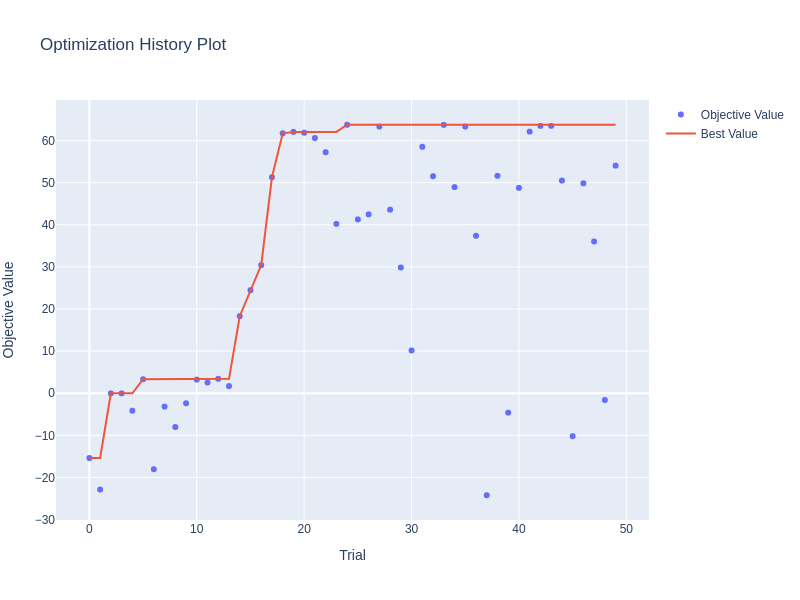 Optimization History Plot
Objective Value
Best Value
60
50
40
30
20
10
0
−10
−20
−30
0 10 20 30 40 50
Trial
Objective Value